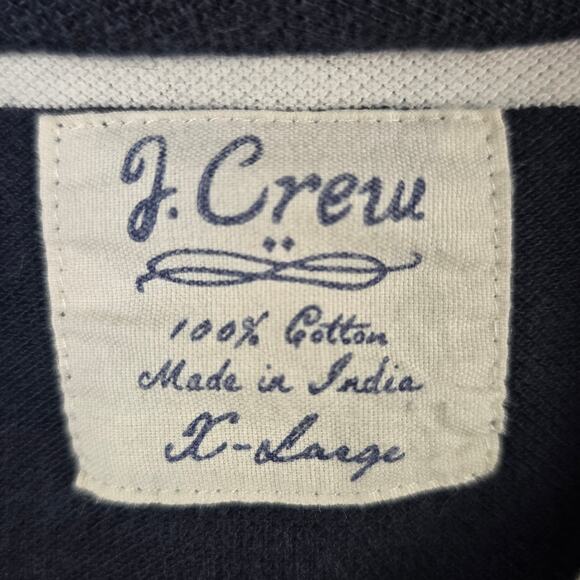 J. Crew
100% Cotton
Made in India
X-Large